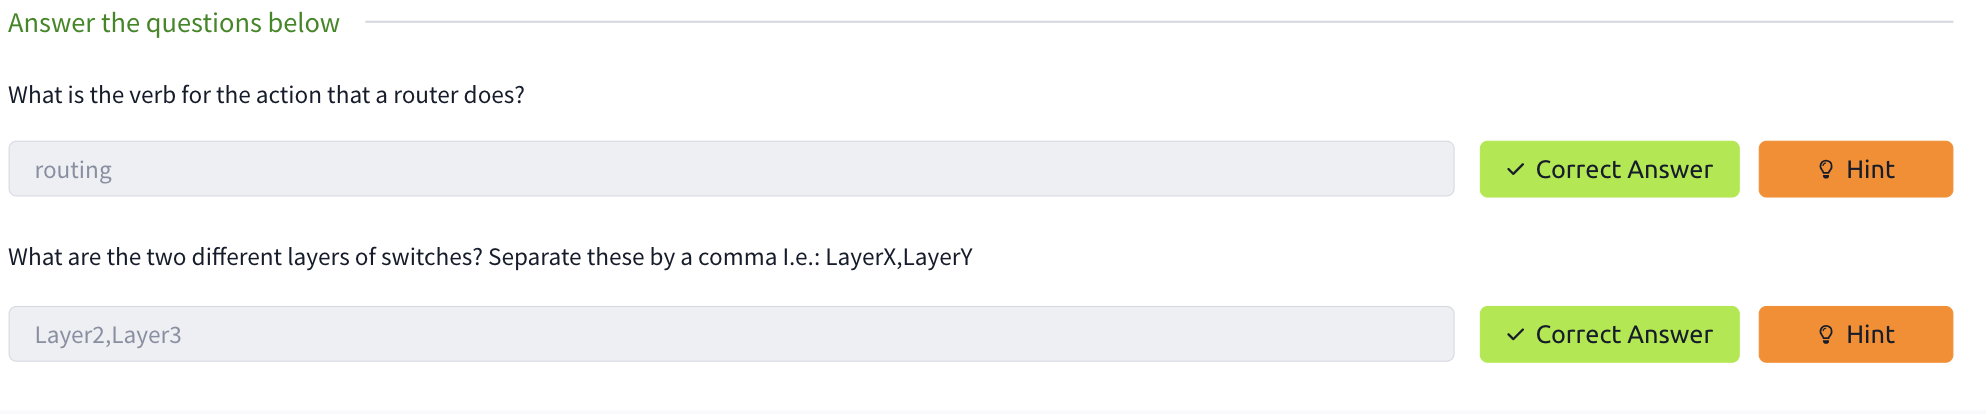 Answer the questions below
What is the verb for the action that a router does?
routing
Correct Answer
Hint
What are the two different layers of switches? Separate these by a comma I.e.: LayerX,LayerY
Layer2,Layer3
Correct Answer
Hint